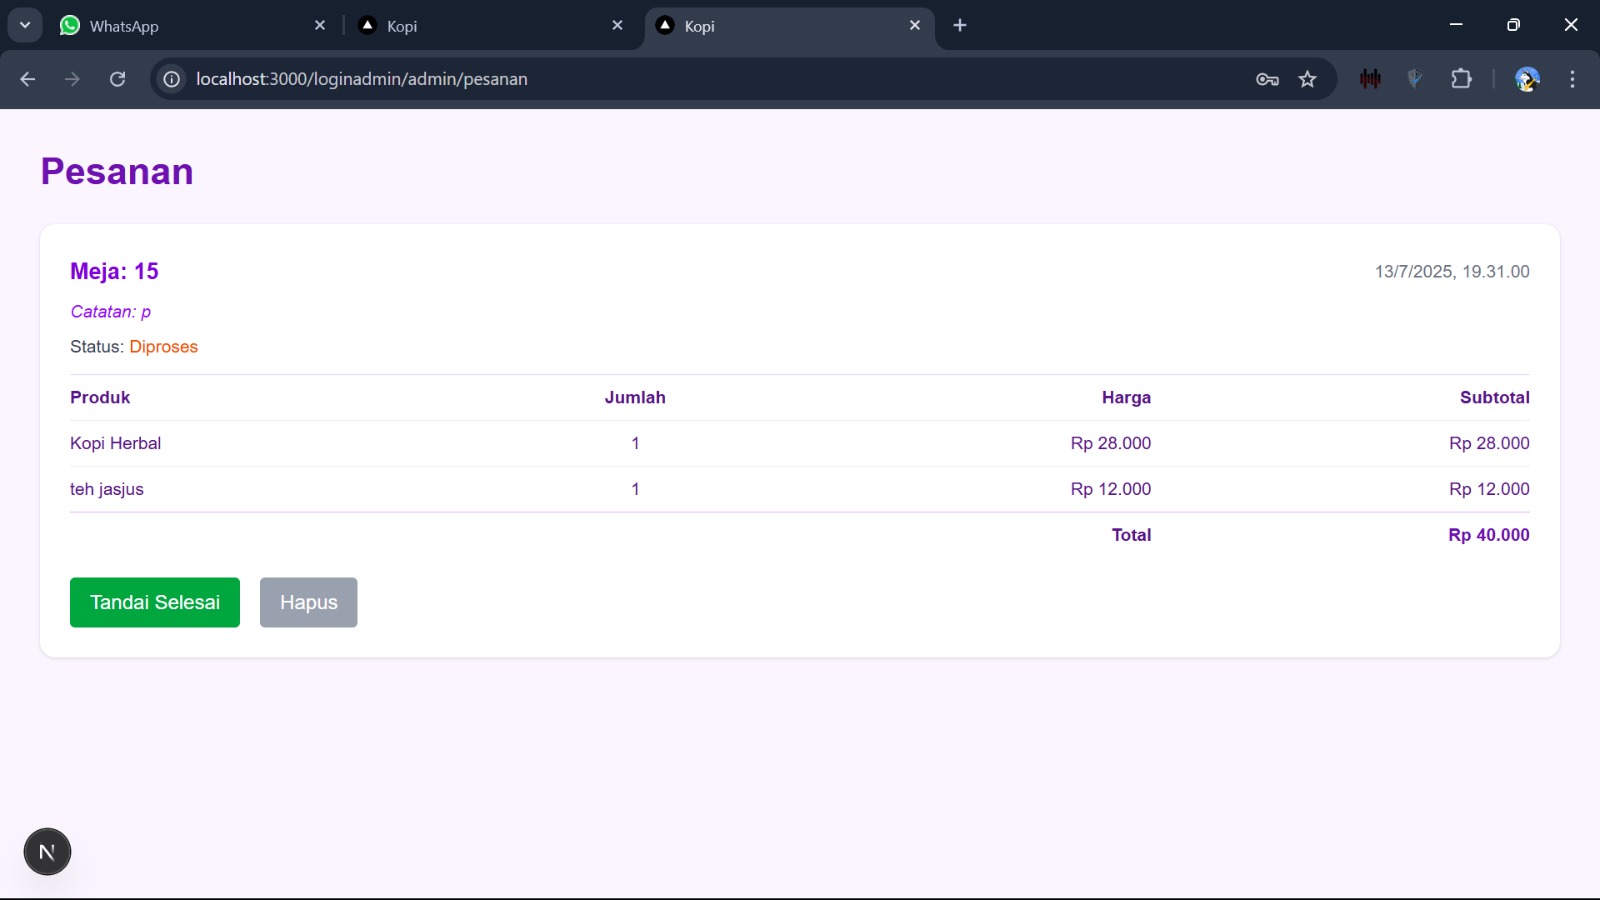 WhatsApp
Kopi
Kopi
localhost:3000/loginadmin/admin/pesanan
Pesanan
Meja: 15
13/7/2025, 19.31.00
Catatan: p
Status: Diproses
Produk Jumlah Harga Subtotal
Kopi Herbal 1 Rp 28.000 Rp 28.000
teh jasjus 1 Rp 12.000 Rp 12.000
Total Rp 40.000
Tandai Selesai Hapus
N